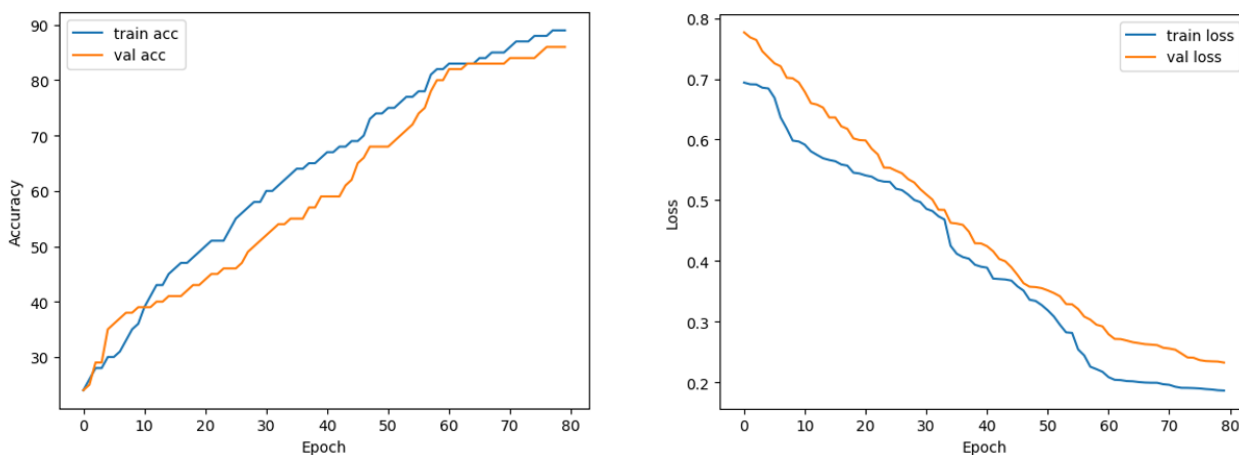 train acc
val acc
90
80
70
60
50
40
30
Accuracy
0 10 20 30 40 50 60 70 80
Epoch
train loss
val loss
0.8
0.7
0.6
0.5
0.4
0.3
0.2
Loss
0 10 20 30 40 50 60 70 80
Epoch